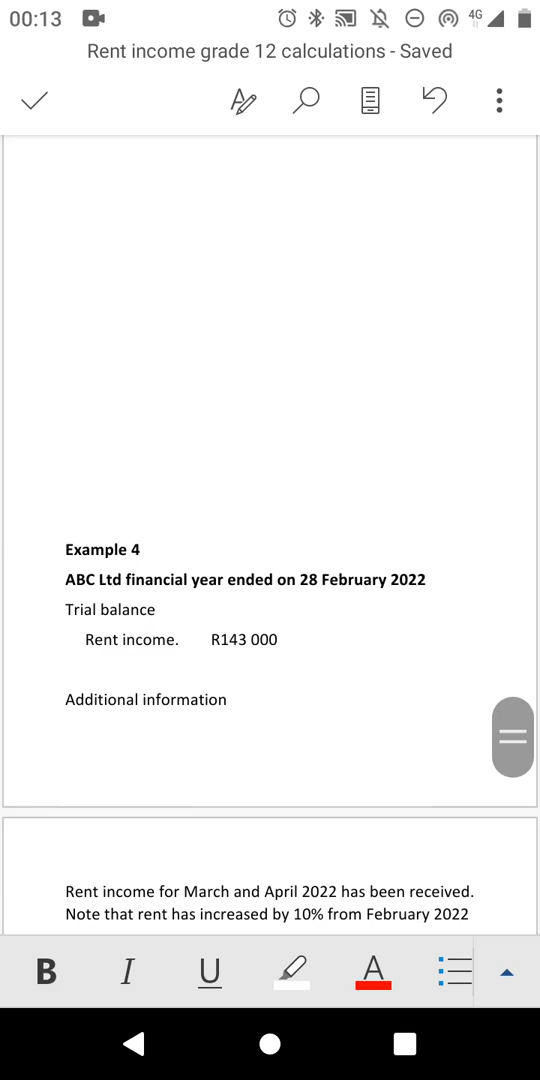 00:13
4G
Rent income grade 12 calculations - Saved
Example 4
ABC Ltd financial year ended on 28 February 2022
Trial balance
Rent income. R143 000
Additional information
Rent income for March and April 2022 has been received.
Note that rent has increased by 10% from February 2022
B I U A